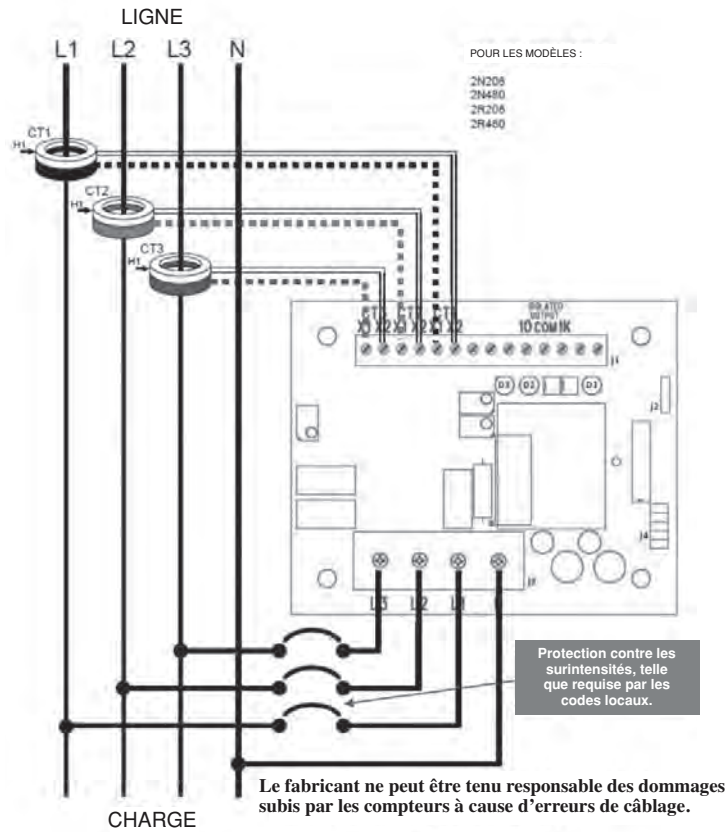 LIGNE
L1 L2 L3 N
POUR LES MODÈLES :
2N208
2N480
2R208
2R480
CT1
H1
CT2
H1
CT3
H1
ISOLATED
OUTPUT
X1 X2 X1 X2 X1 X2 10 COM 1K
J1
D3 D2 D1
J2
J4
L3 L2 L1
Protection contre les
surintensités, telle
que requise par les
codes locaux.
Le fabricant ne peut être tenu responsable des dommages
subis par les compteurs à cause d'erreurs de câblage.
CHARGE